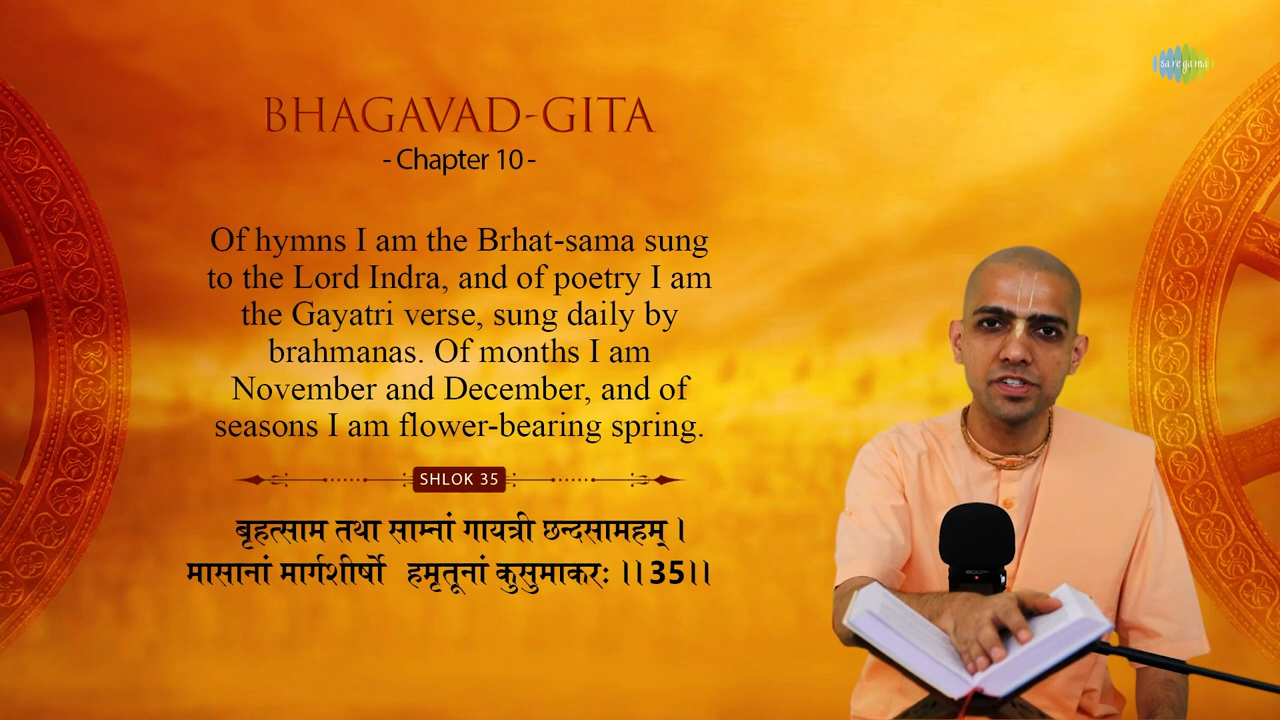 saregama
BHAGAVAD-GITA
- Chapter 10 -
Of hymns I am the Brhat-sama sung
to the Lord Indra, and of poetry I am
the Gayatri verse, sung daily by
brahmanas. Of months I am
November and December, and of
seasons I am flower-bearing spring.
SHLOK 35
बृहत्साम तथा साम्नां गायत्री छन्दसामहम् ।
मासानां मार्गशीर्षो हमृतूनां कुसुमाकरः ।। 35।।
zoom